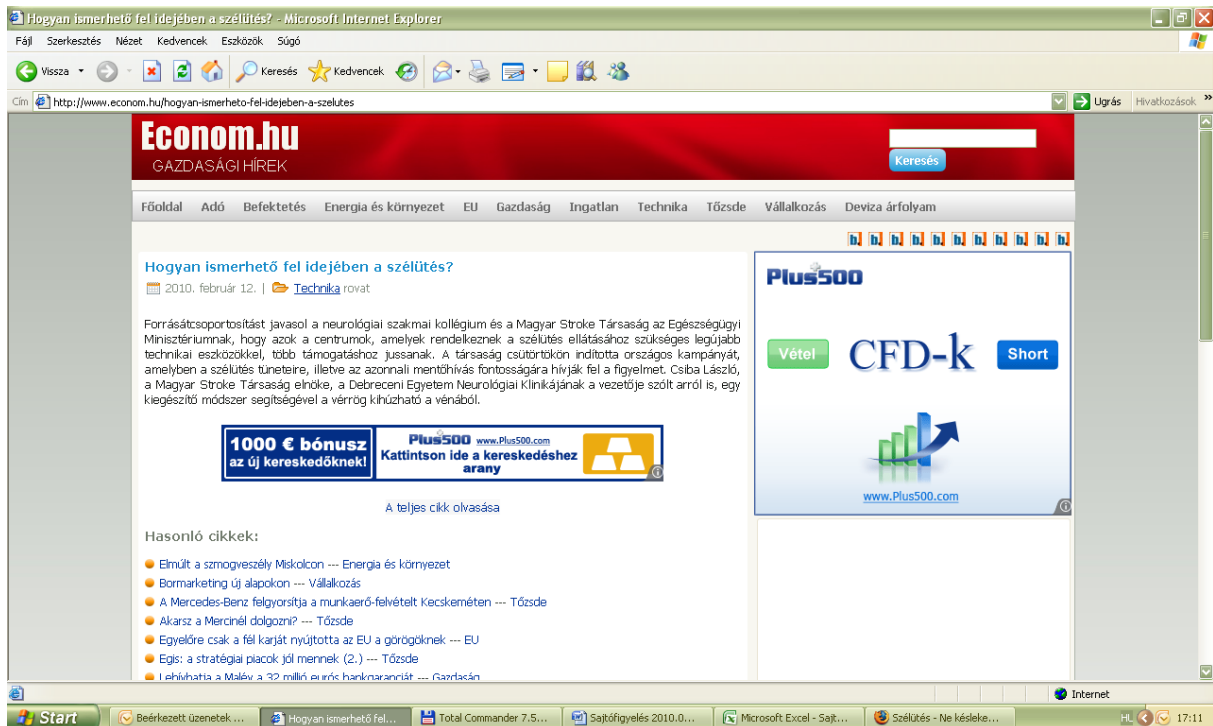 Hogyan ismerhető fel idejében a szélütés? - Microsoft Internet Explorer
Fájl Szerkesztés Nézet Kedvencek Eszközök Súgó
Vissza Keresés Kedvencek
Cím http://www.econom.hu/hogyan-ismerheto-fel-idejeben-a-szelutes Ugrás Hivatkozások »
Econom.hu
GAZDASÁGI HÍREK
Keresés
Főoldal Adó Befektetés Energia és környezet EU Gazdaság Ingatlan Technika Tőzsde Vállalkozás Deviza árfolyam
b. b. b. b. b. b. b. b. b. b. b.
Hogyan ismerhető fel idejében a szélütés?
2010. február 12. | Technika rovat
Forrásátcsoportosítást javasol a neurológiai szakmai kollégium és a Magyar Stroke Társaság az Egészségügyi
Minisztériumnak, hogy azok a centrumok, amelyek rendelkeznek a szélütés ellátásához szükséges legújabb
technikai eszközökkel, több támogatáshoz jussanak. A társaság csütörtökön indította országos kampányát,
amelyben a szélütés tüneteire, illetve az azonnali mentőhívás fontosságára hívják fel a figyelmet. Csiba László,
a Magyar Stroke Társaság elnöke, a Debreceni Egyetem Neurológiai Klinikájának a vezetője szólt arról is, egy
kiegészítő módszer segítségével a vérrög kihúzható a vénából.
1000 € bónusz
az új kereskedőknek!
Plus500 www.Plus500.com
Kattintson ide a kereskedéshez
arany
A teljes cikk olvasása
Hasonló cikkek:
Elmúlt a szmogveszély Miskolcon --- Energia és környezet
Bormarketing új alapokon --- Vállalkozás
A Mercedes-Benz felgyorsítja a munkaerő-felvételt Kecskeméten --- Tőzsde
Akarsz a Mercinél dolgozni? --- Tőzsde
Egyelőre csak a fél karját nyújtotta az EU a görögöknek --- EU
Egis: a stratégiai piacok jól mennek (2.) --- Tőzsde
Lehívhatja a Malév a 32 millió eurós bankgaranciát --- Gazdaság
Plus500
Vétel CFD-k Short
www.Plus500.com
Internet
Start Beérkezett üzenetek ... Hogyan ismerhető fel... Total Commander 7.5... Sajtófigyelés 2010.0... Microsoft Excel - Sajt... Szélütés - Ne késleke... HU 17:11